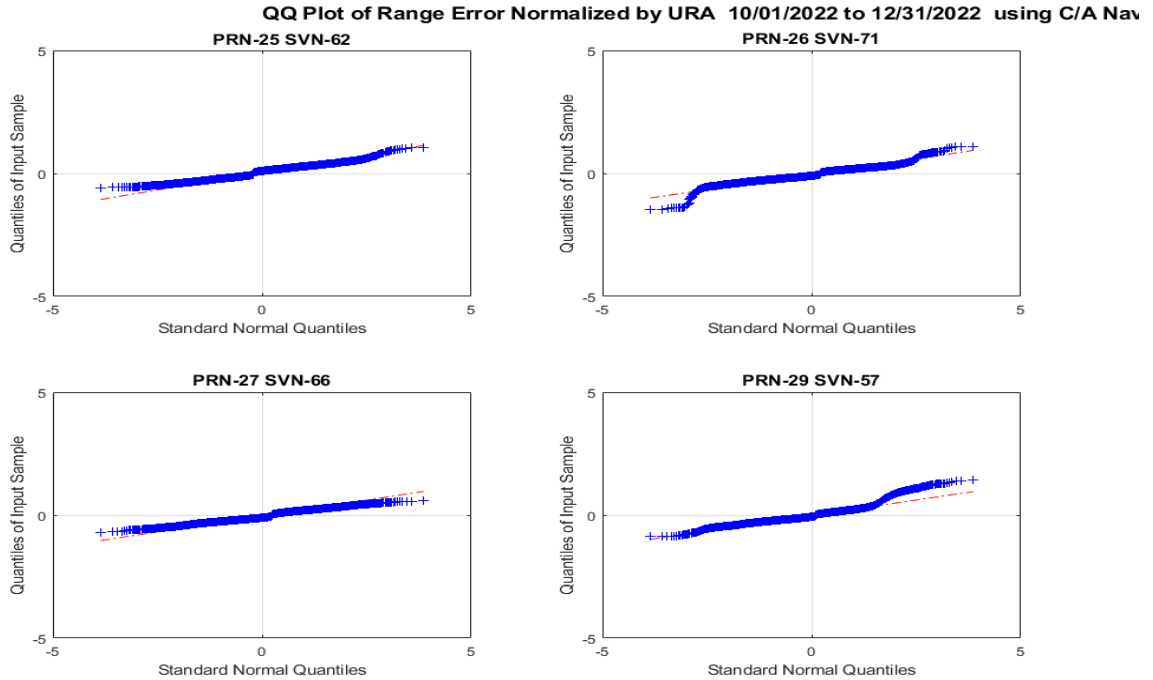 QQ Plot of Range Error Normalized by URA 10/01/2022 to 12/31/2022 using C/A Nav
PRN-25 SVN-62
5
0
-5
-5 0 5
Quantiles of Input Sample
Standard Normal Quantiles
PRN-26 SVN-71
5
0
-5
-5 0 5
Quantiles of Input Sample
Standard Normal Quantiles
PRN-27 SVN-66
5
0
-5
-5 0 5
Quantiles of Input Sample
Standard Normal Quantiles
PRN-29 SVN-57
5
0
-5
-5 0 5
Quantiles of Input Sample
Standard Normal Quantiles